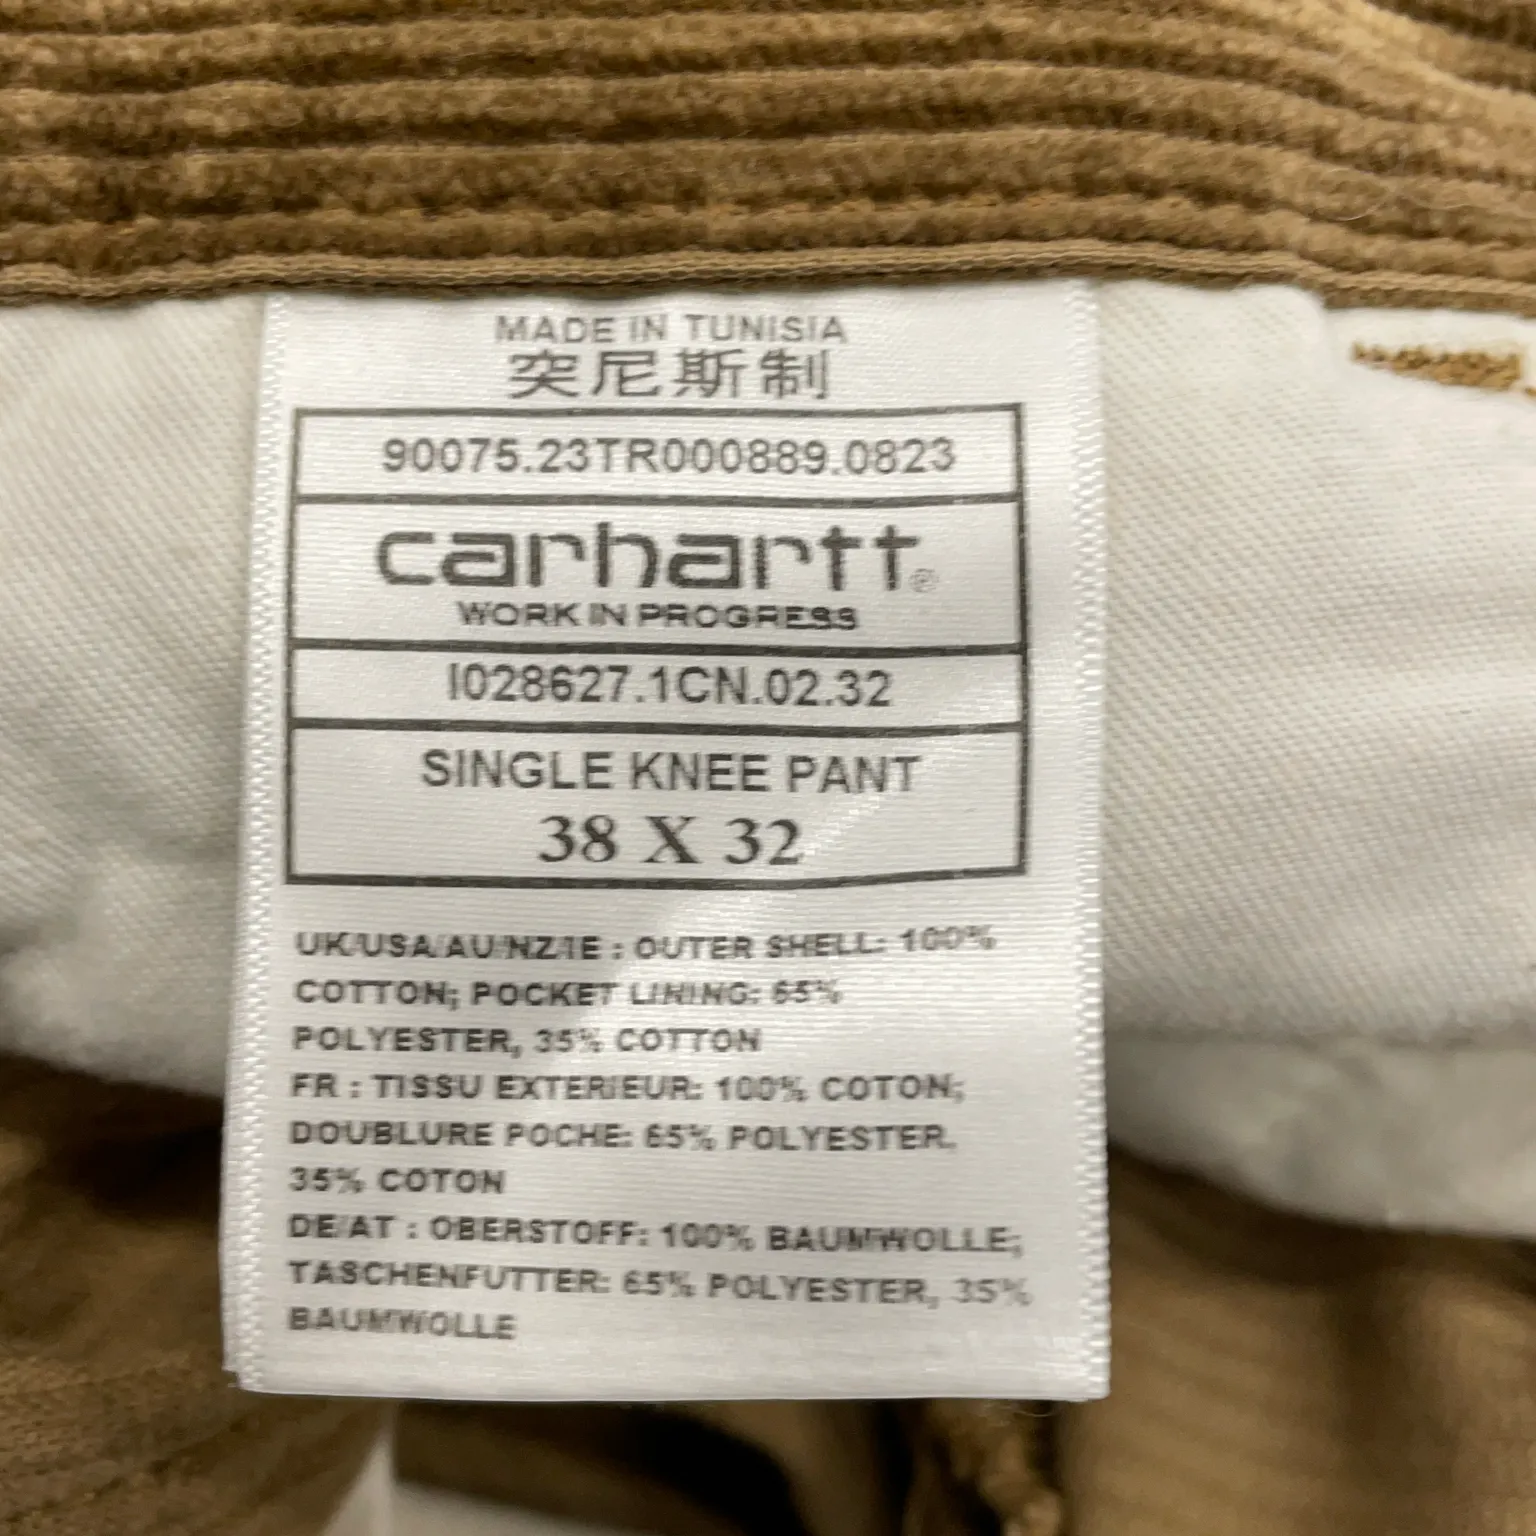 MADE IN TUNISIA
突尼斯制
90075.23TR000889.0823
carhartt®
WORK IN PROGRESS
I028627.1CN.02.32
SINGLE KNEE PANT
38 X 32
UK/USA/AU/NZ/IE : OUTER SHELL: 100%
COTTON; POCKET LINING: 65%
POLYESTER, 35% COTTON
FR : TISSU EXTERIEUR: 100% COTON;
DOUBLURE POCHE: 65% POLYESTER,
35% COTON
DE/AT : OBERSTOFF: 100% BAUMWOLLE;
TASCHENFUTTER: 65% POLYESTER, 35%
BAUMWOLLE